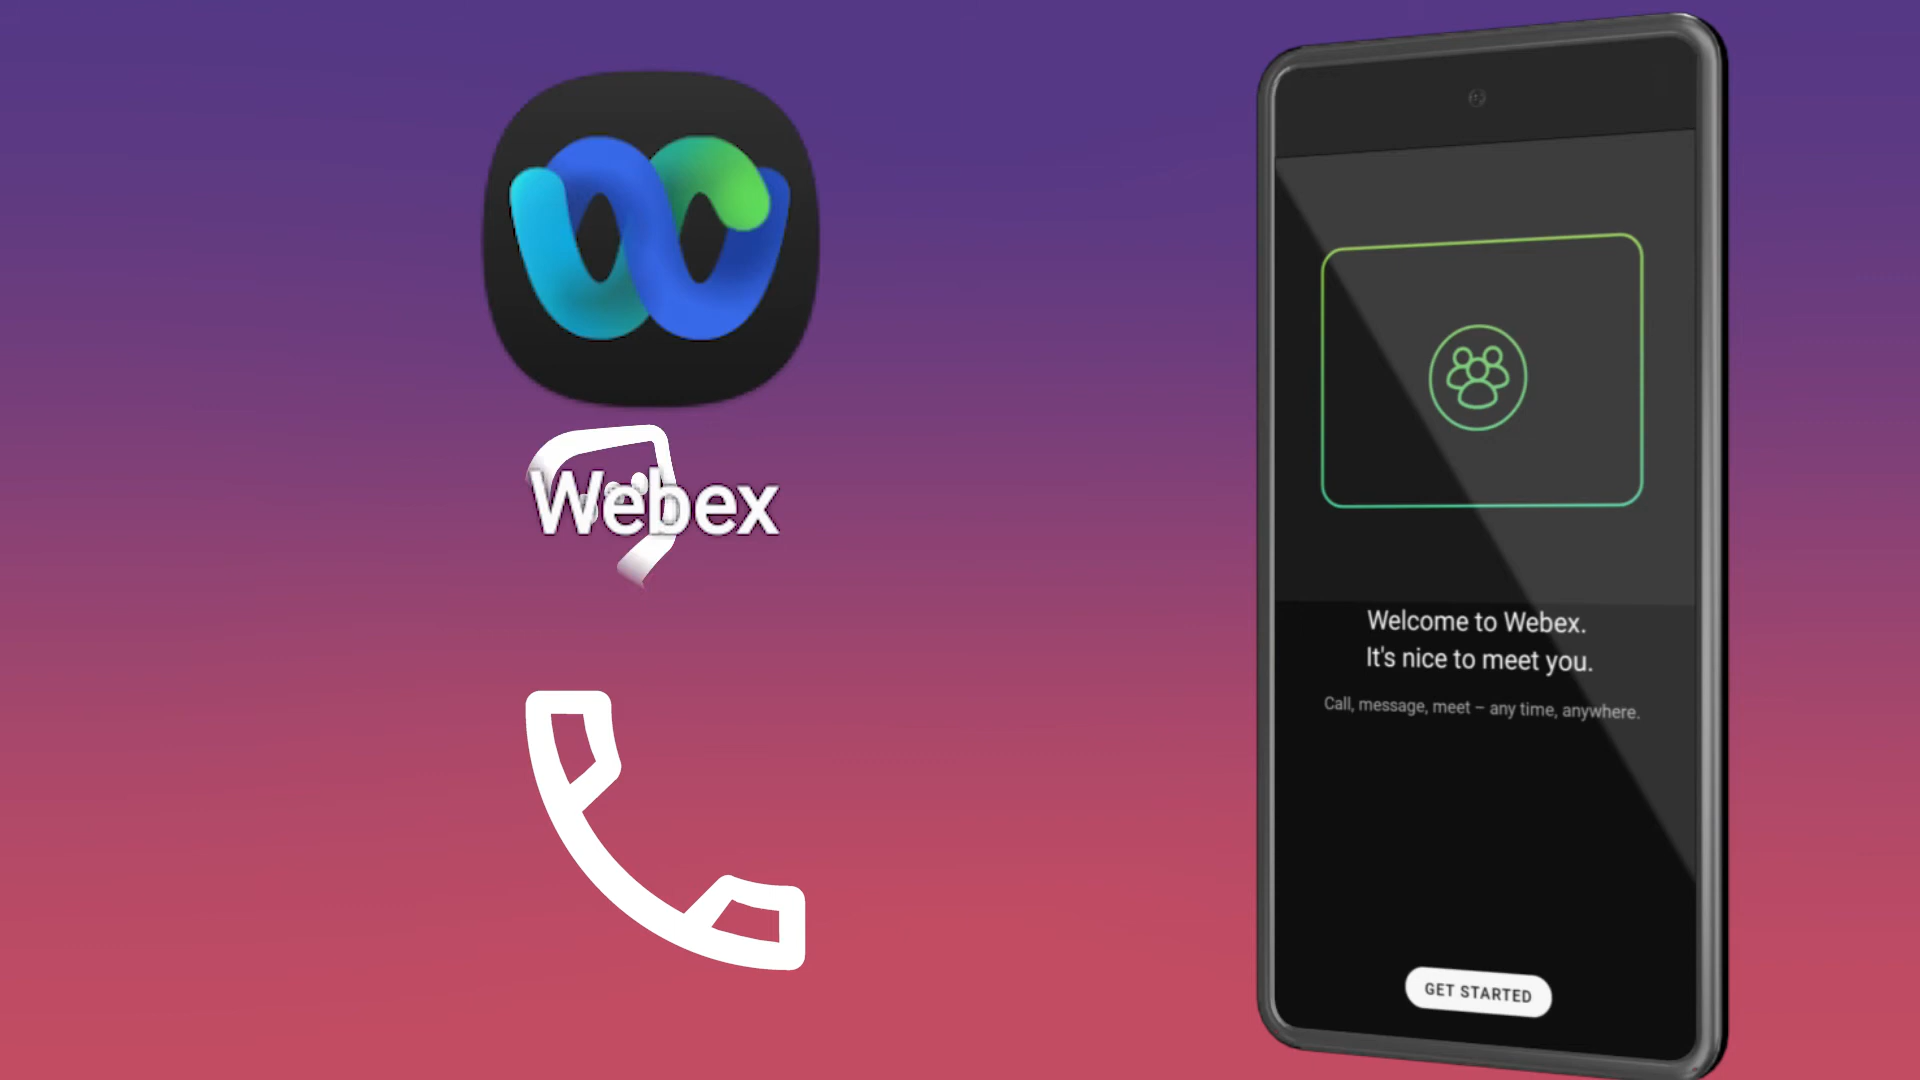 Webex
Welcome to Webex.
It's nice to meet you.
Call, message, meet – any time, anywhere.
GET STARTED